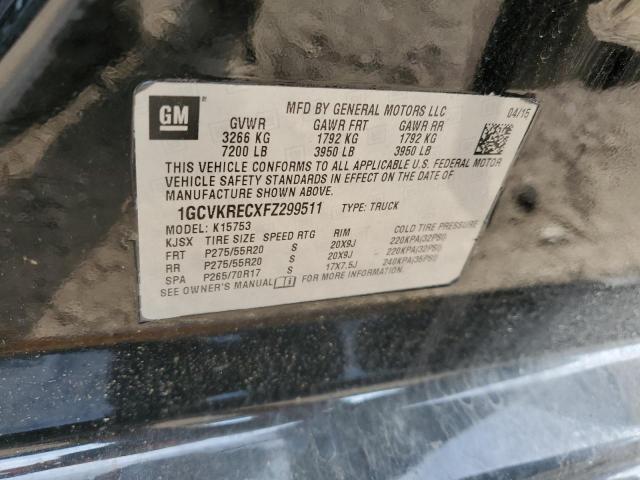 GM
MFD BY GENERAL MOTORS LLC 04/15
GVWR GAWR FRT GAWR RR
3266 KG 1792 KG 1792 KG
7200 LB 3950 LB 3950 LB
THIS VEHICLE CONFORMS TO ALL APPLICABLE U.S. FEDERAL MOTOR
VEHICLE SAFETY STANDARDS IN EFFECT ON THE DATE OF
MANUFACTURE SHOWN ABOVE.
1GCVKRECXFZ299511 TYPE: TRUCK
MODEL: K15753
KJSX TIRE SIZE SPEED RTG RIM COLD TIRE PRESSURE
FRT P275/55R20 S 20X9J 220KPA(32PSI)
RR P275/55R20 S 20X9J 220KPA(32PSI)
SPA P265/70R17 S 17X7.5J 240KPA(35PSI)
SEE OWNER'S MANUAL FOR MORE INFORMATION.